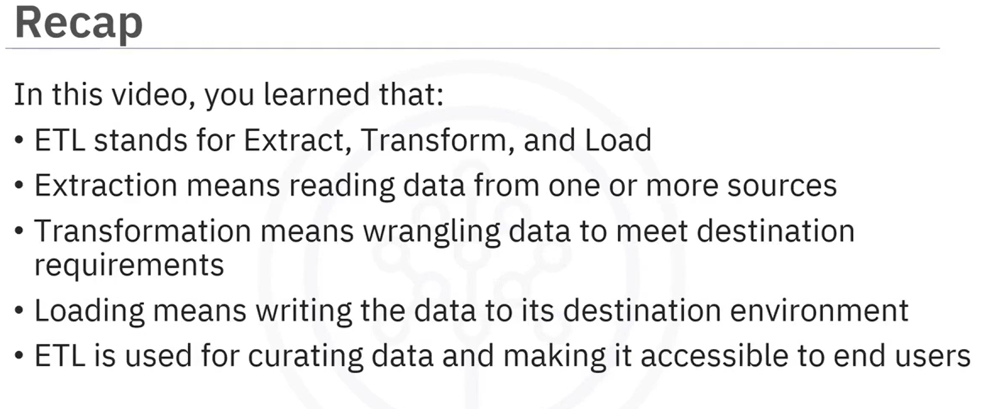 Recap
In this video, you learned that:
• ETL stands for Extract, Transform, and Load
• Extraction means reading data from one or more sources
• Transformation means wrangling data to meet destination
requirements
• Loading means writing the data to its destination environment
• ETL is used for curating data and making it accessible to end users